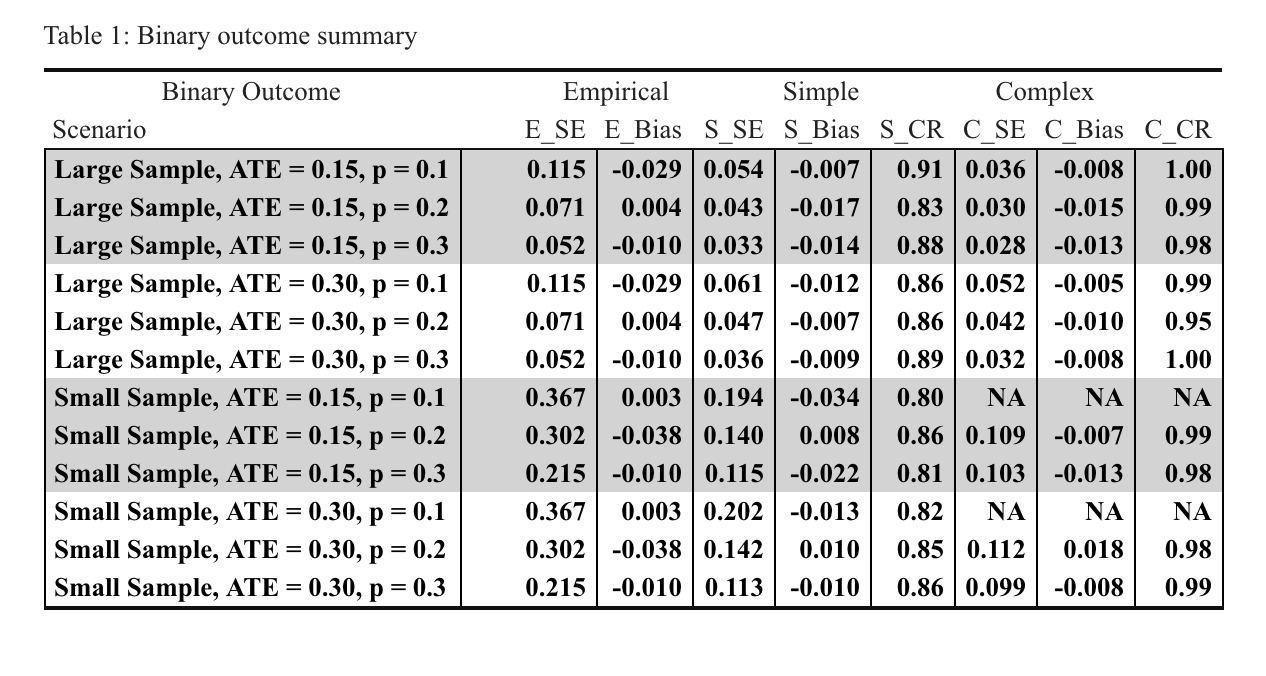 Table 1: Binary outcome summary
Binary Outcome Empirical Simple Complex
Scenario E_SE E_Bias S_SE S_Bias S_CR C_SE C_Bias C_CR
Large Sample, ATE = 0.15, p = 0.1 0.115 -0.029 0.054 -0.007 0.91 0.036 -0.008 1.00
Large Sample, ATE = 0.15, p = 0.2 0.071 0.004 0.043 -0.017 0.83 0.030 -0.015 0.99
Large Sample, ATE = 0.15, p = 0.3 0.052 -0.010 0.033 -0.014 0.88 0.028 -0.013 0.98
Large Sample, ATE = 0.30, p = 0.1 0.115 -0.029 0.061 -0.012 0.86 0.052 -0.005 0.99
Large Sample, ATE = 0.30, p = 0.2 0.071 0.004 0.047 -0.007 0.86 0.042 -0.010 0.95
Large Sample, ATE = 0.30, p = 0.3 0.052 -0.010 0.036 -0.009 0.89 0.032 -0.008 1.00
Small Sample, ATE = 0.15, p = 0.1 0.367 0.003 0.194 -0.034 0.80 NA NA NA
Small Sample, ATE = 0.15, p = 0.2 0.302 -0.038 0.140 0.008 0.86 0.109 -0.007 0.99
Small Sample, ATE = 0.15, p = 0.3 0.215 -0.010 0.115 -0.022 0.81 0.103 -0.013 0.98
Small Sample, ATE = 0.30, p = 0.1 0.367 0.003 0.202 -0.013 0.82 NA NA NA
Small Sample, ATE = 0.30, p = 0.2 0.302 -0.038 0.142 0.010 0.85 0.112 0.018 0.98
Small Sample, ATE = 0.30, p = 0.3 0.215 -0.010 0.113 -0.010 0.86 0.099 -0.008 0.99